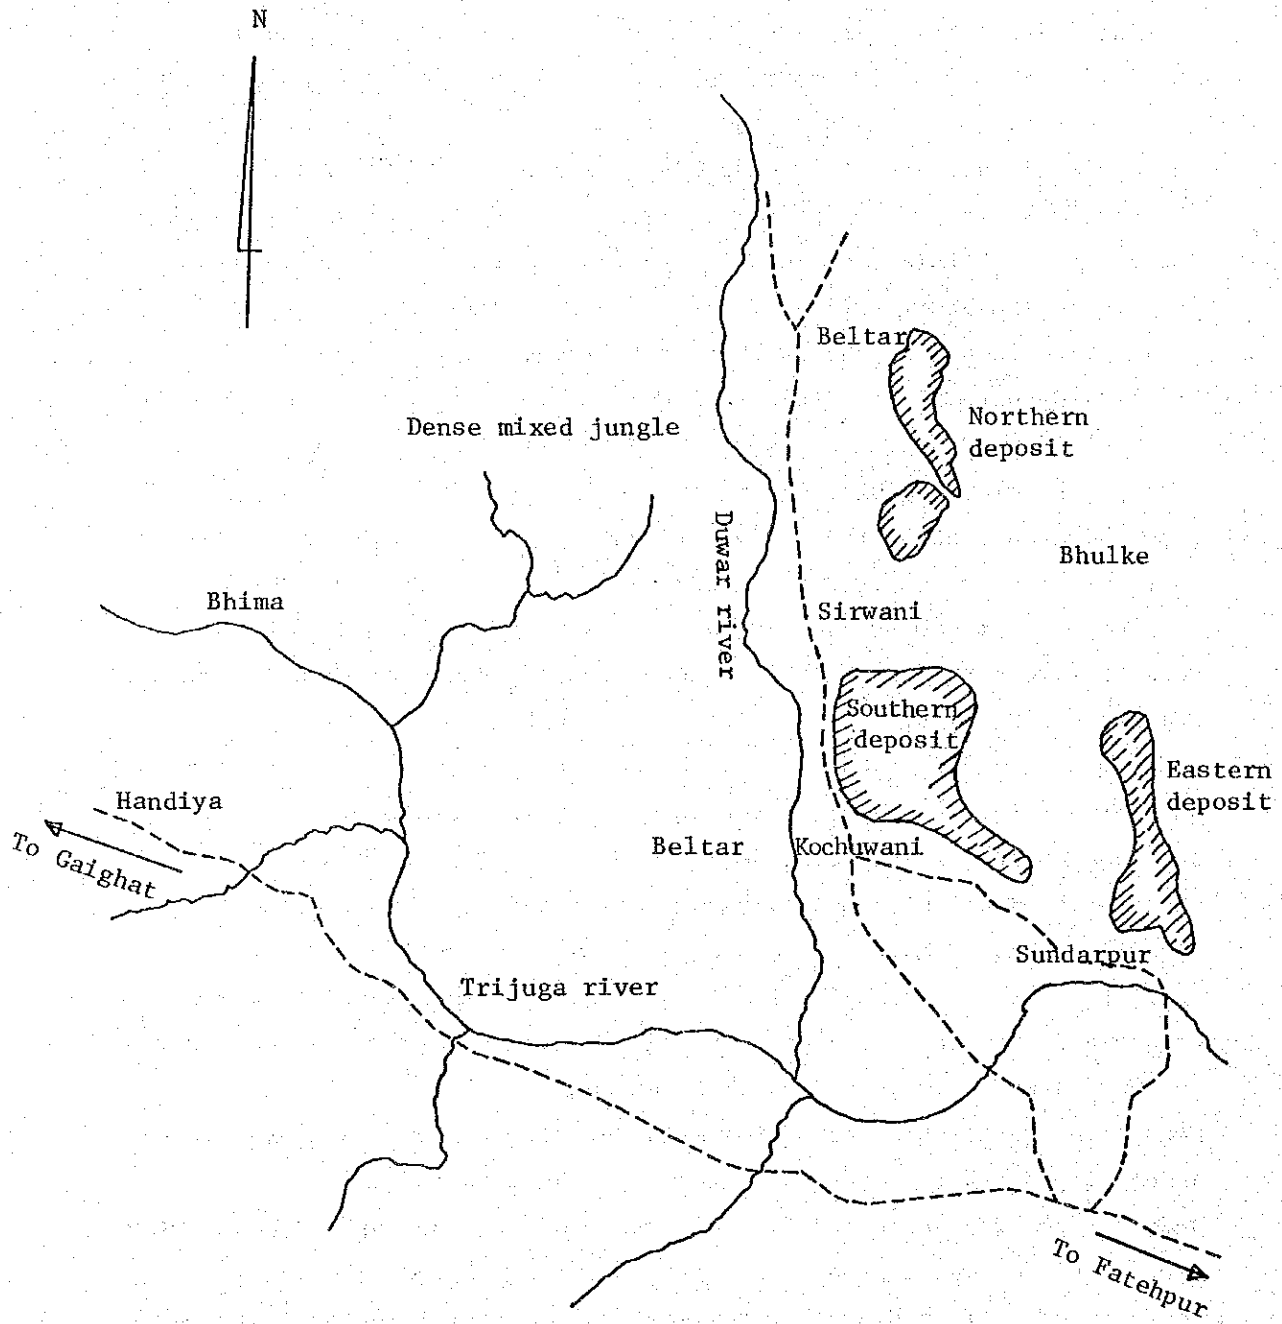 N
Beltar
Northern
deposit
Dense mixed jungle
Duwar river
Bhulke
Bhima
Sirwani
Southern
deposit
Eastern
deposit
Handiya
To Gaighat
Beltar
Kochuwani
Sundarpur
Trijuga river
To Fatehpur